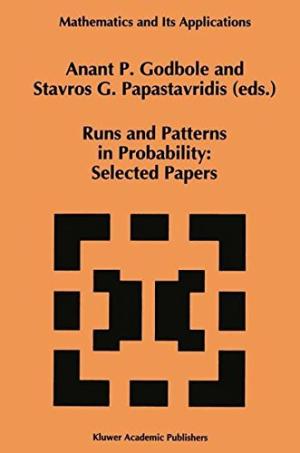 Mathematics and Its Applications
Anant P. Godbole and
Stavros G. Papastavridis (eds.)
Runs and Patterns
in Probability:
Selected Papers
Kluwer Academic Publishers